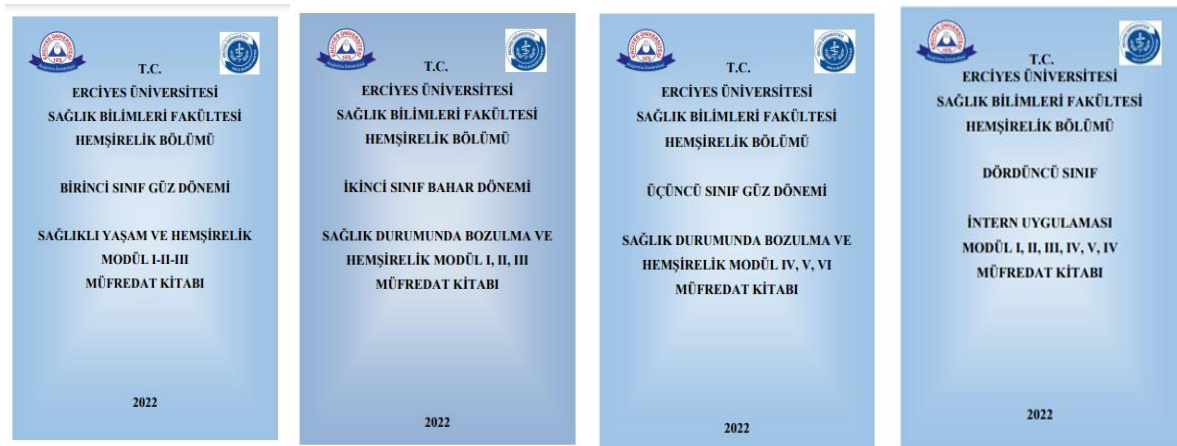 T.C.
ERCİYES ÜNİVERSİTESİ
SAĞLIK BİLİMLERİ FAKÜLTESİ
HEMŞİRELİK BÖLÜMÜ
BİRİNCİ SINIF GÜZ DÖNEMİ
SAĞLIKLI YAŞAM VE HEMŞİRELİK
MODÜL I-II-III
MÜFREDAT KİTABI
2022
T.C.
ERCİYES ÜNİVERSİTESİ
SAĞLIK BİLİMLERİ FAKÜLTESİ
HEMŞİRELİK BÖLÜMÜ
İKİNCİ SINIF BAHAR DÖNEMİ
SAĞLIK DURUMUNDA BOZULMA VE
HEMŞİRELİK MODÜL I, II, III
MÜFREDAT KİTABI
2022
T.C.
ERCİYES ÜNİVERSİTESİ
SAĞLIK BİLİMLERİ FAKÜLTESİ
HEMŞİRELİK BÖLÜMÜ
ÜÇÜNCÜ SINIF GÜZ DÖNEMİ
SAĞLIK DURUMUNDA BOZULMA VE
HEMŞİRELİK MODÜL IV, V, VI
MÜFREDAT KİTABI
2022
T.C.
ERCİYES ÜNİVERSİTESİ
SAĞLIK BİLİMLERİ FAKÜLTESİ
HEMŞİRELİK BÖLÜMÜ
DÖRDÜNCÜ SINIF
İNTERN UYGULAMASI
MODÜL I, II, III, IV, V, IV
MÜFREDAT KİTABI
2022